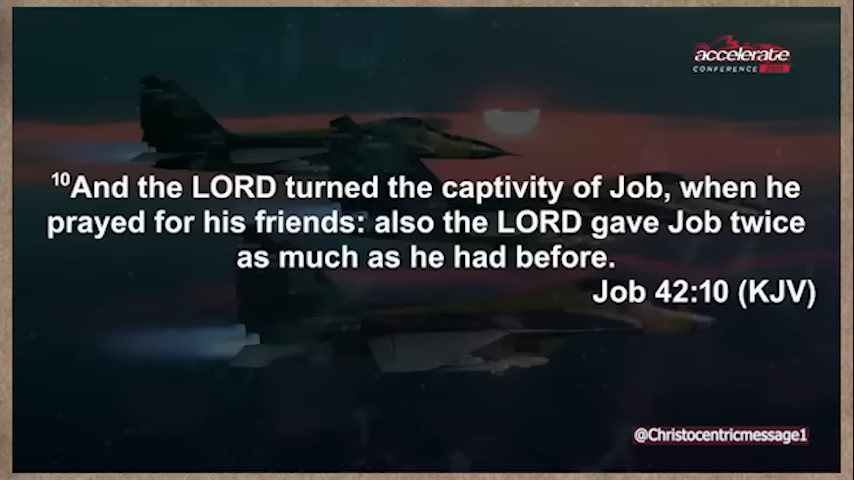 accelerate
CONFERENCE
10And the LORD turned the captivity of Job, when he
prayed for his friends: also the LORD gave Job twice
as much as he had before.
Job 42:10 (KJV)
@Christocentricmessage1